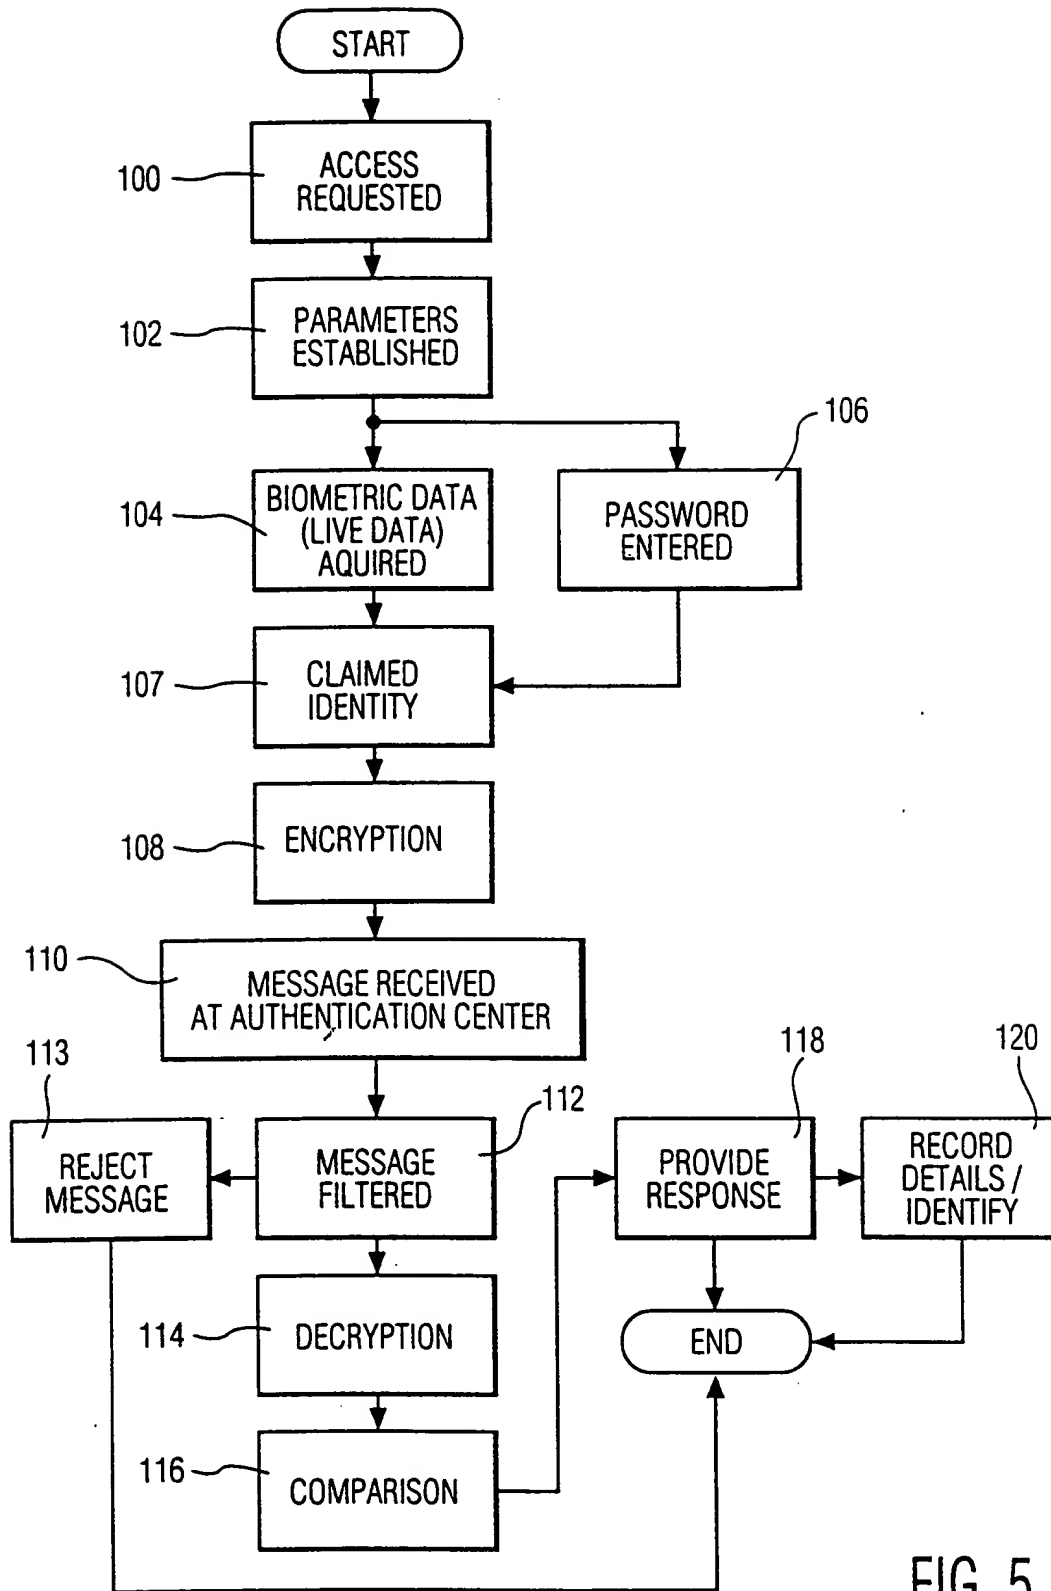 START
100
ACCESS
REQUESTED
102
PARAMETERS
ESTABLISHED
106
104
BIOMETRIC DATA
(LIVE DATA)
AQUIRED
PASSWORD
ENTERED
107
CLAIMED
IDENTITY
108
ENCRYPTION
110
MESSAGE RECEIVED
AT AUTHENTICATION CENTER
113
112
118
120
REJECT
MESSAGE
MESSAGE
FILTERED
PROVIDE
RESPONSE
RECORD
DETAILS /
IDENTIFY
114
DECRYPTION
END
116
COMPARISON
FIG. 5